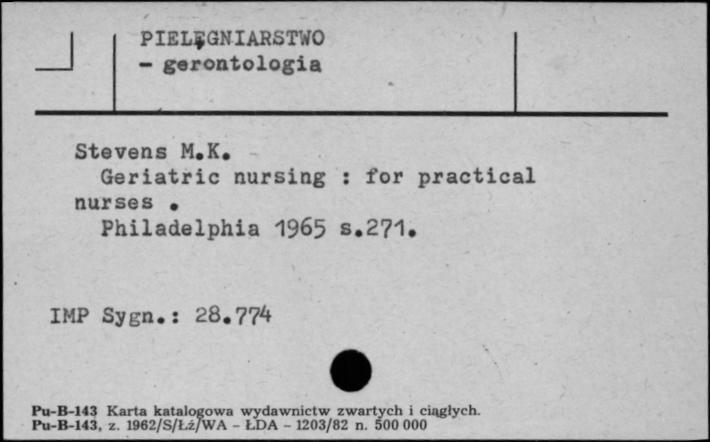 PIELĘGNIARSTWO
- gerontologia
Stevens M.K.
Geriatric nursing : for practical
nurses .
Philadelphia 1965 s.271.
IMP Sygn.: 28.774
Pu-B-143 Karta katalogowa wydawnictw zwartych i ciągłych.
Pu-B-143, z. 1962/S/Łź/WA - ŁDA - 1203/82 n. 500 000